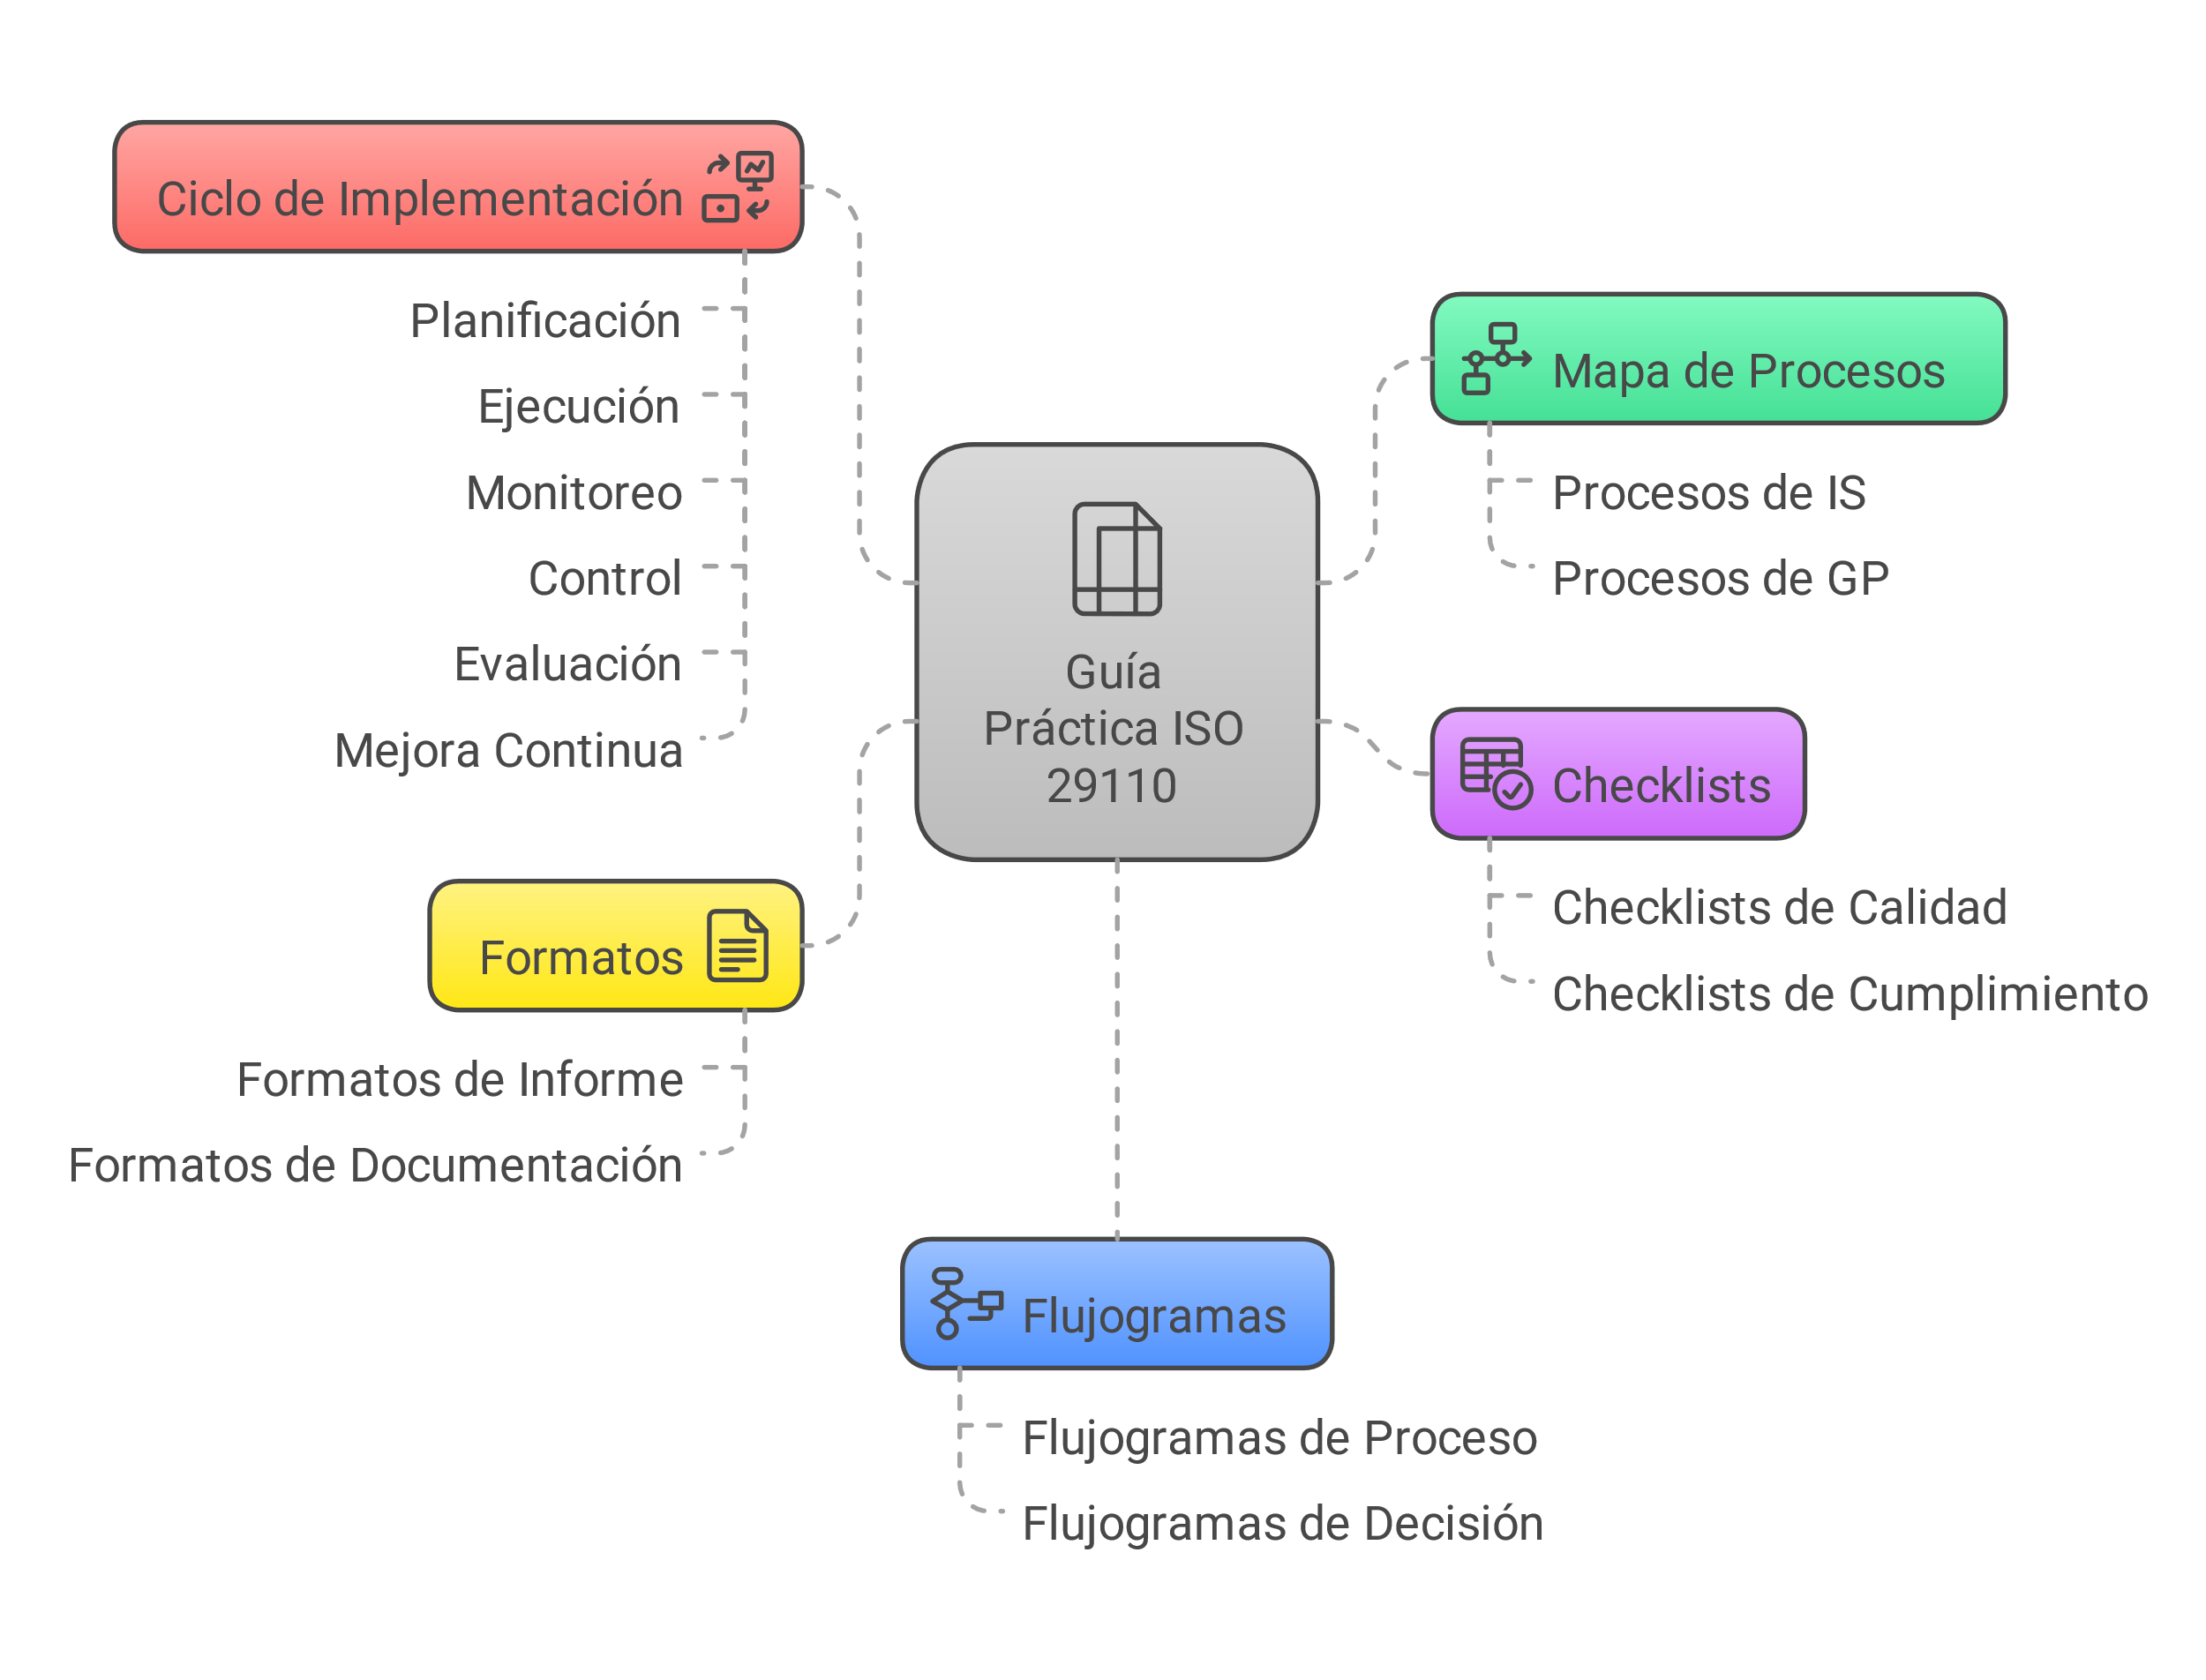 Ciclo de Implementación
Planificación
Ejecución
Monitoreo
Control
Evaluación
Mejora Continua
Formatos
Formatos de Informe
Formatos de Documentación
Guía
Práctica ISO
29110
Mapa de Procesos
Procesos de IS
Procesos de GP
Checklists
Checklists de Calidad
Checklists de Cumplimiento
Flujogramas
Flujogramas de Proceso
Flujogramas de Decisión